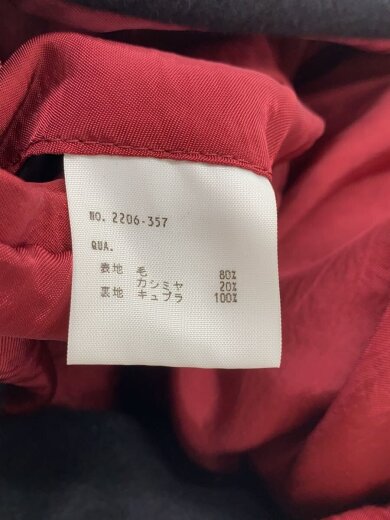 NO. 2206-357
QUA.
表地 毛 80%
カシミヤ 20%
裏地 キュプラ 100%